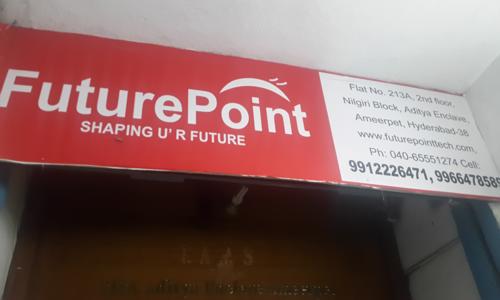 FuturePoint
SHAPING U' R FUTURE
Flat No. 213A, 2nd floor,
Nilgiri Block, Aditya Enclave,
Ameerpet, Hyderabad-38
www.futurepointtech.com,
Ph: 040-65551274 Cell:
9912226471, 9966478585